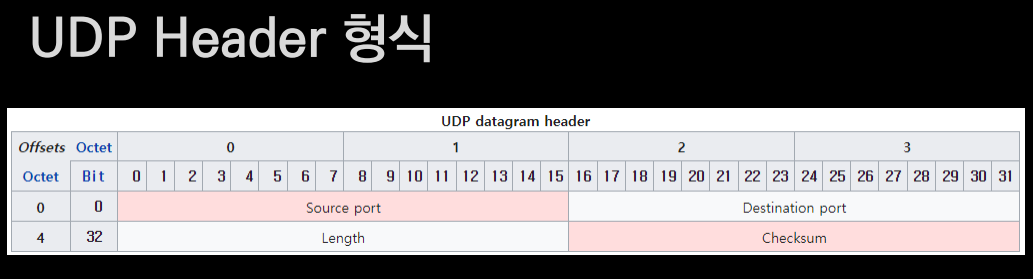 UDP Header 형식
UDP datagram header
Offsets Octet 0 1 2 3
Octet Bit 0 1 2 3 4 5 6 7 8 9 10 11 12 13 14 15 16 17 18 19 20 21 22 23 24 25 26 27 28 29 30 31
0 0 Source port Destination port
4 32 Length Checksum